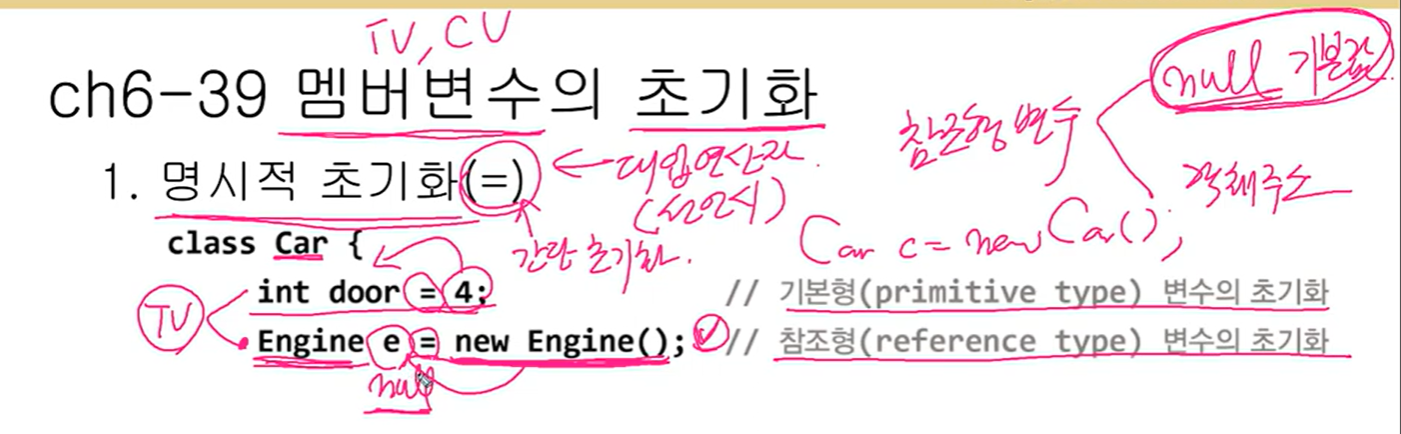 iv, cv
ch6-39 멤버변수의 초기화
null 기본값
참조형 변수
객체주소
1. 명시적 초기화(=)
대입연산자.
(선언시)
간단 초기화.
Car c = new Car();
class Car {
int door = 4; // 기본형(primitive type) 변수의 초기화
iv
Engine e = new Engine(); // 참조형(reference type) 변수의 초기화
null